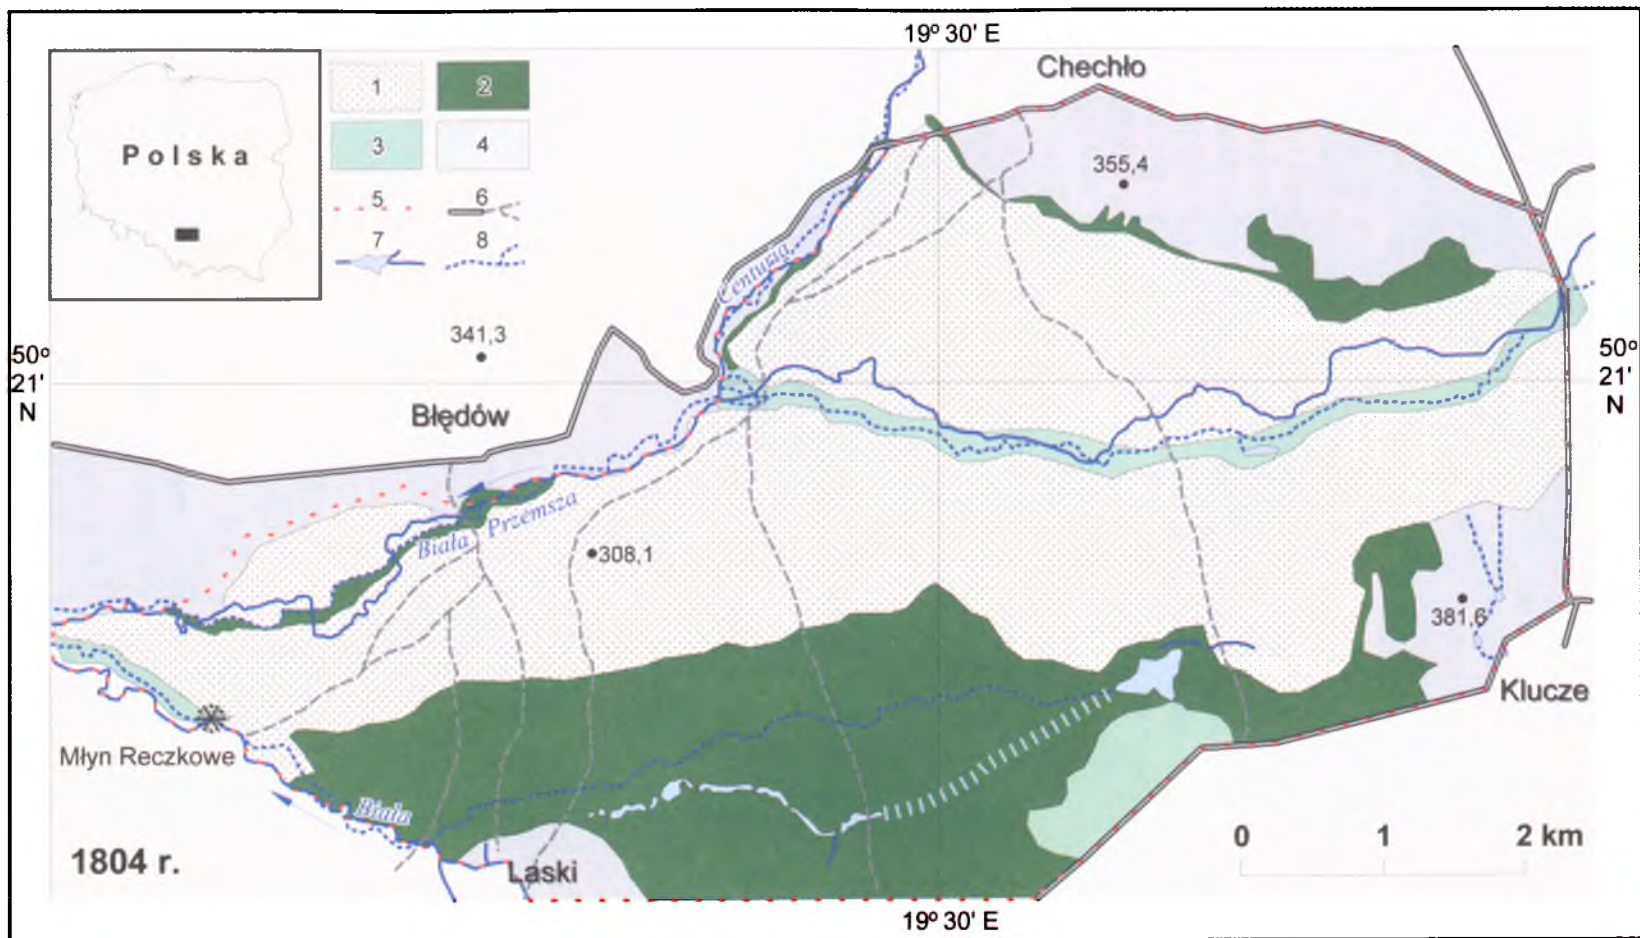 19º 30' E
Polska
1
2
3
4
5
6
7
8
Chechło
355,4
Centuria
341,3
50º
21'
N
50º
21'
N
Błędów
Biała Przemsza
308,1
381,6
Klucze
Młyn Reczkowe
Biała
Laski
1804 r.
0 1 2 km
19º 30' E